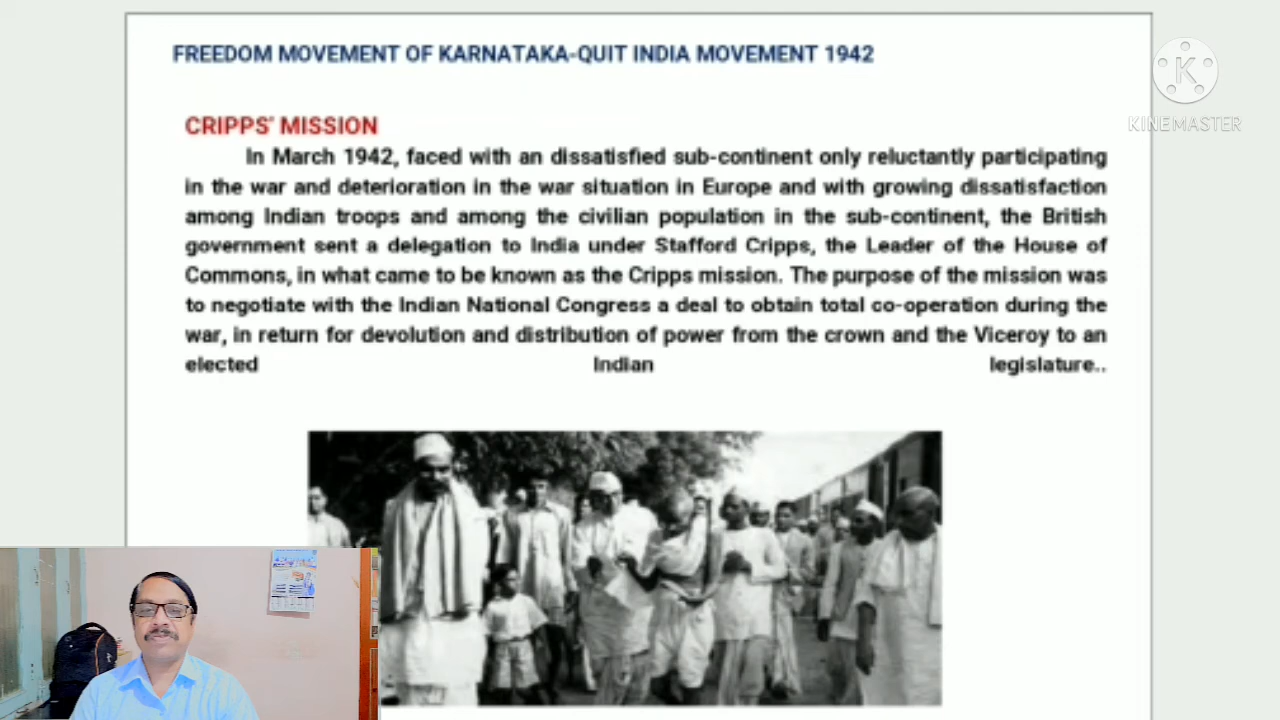 FREEDOM MOVEMENT OF KARNATAKA-QUIT INDIA MOVEMENT 1942
K
KINEMASTER
CRIPPS' MISSION
In March 1942, faced with an dissatisfied sub-continent only reluctantly participating
in the war and deterioration in the war situation in Europe and with growing dissatisfaction
among Indian troops and among the civilian population in the sub-continent, the British
government sent a delegation to India under Stafford Cripps, the Leader of the House of
Commons, in what came to be known as the Cripps mission. The purpose of the mission was
to negotiate with the Indian National Congress a deal to obtain total co-operation during the
war, in return for devolution and distribution of power from the crown and the Viceroy to an
elected Indian legislature..